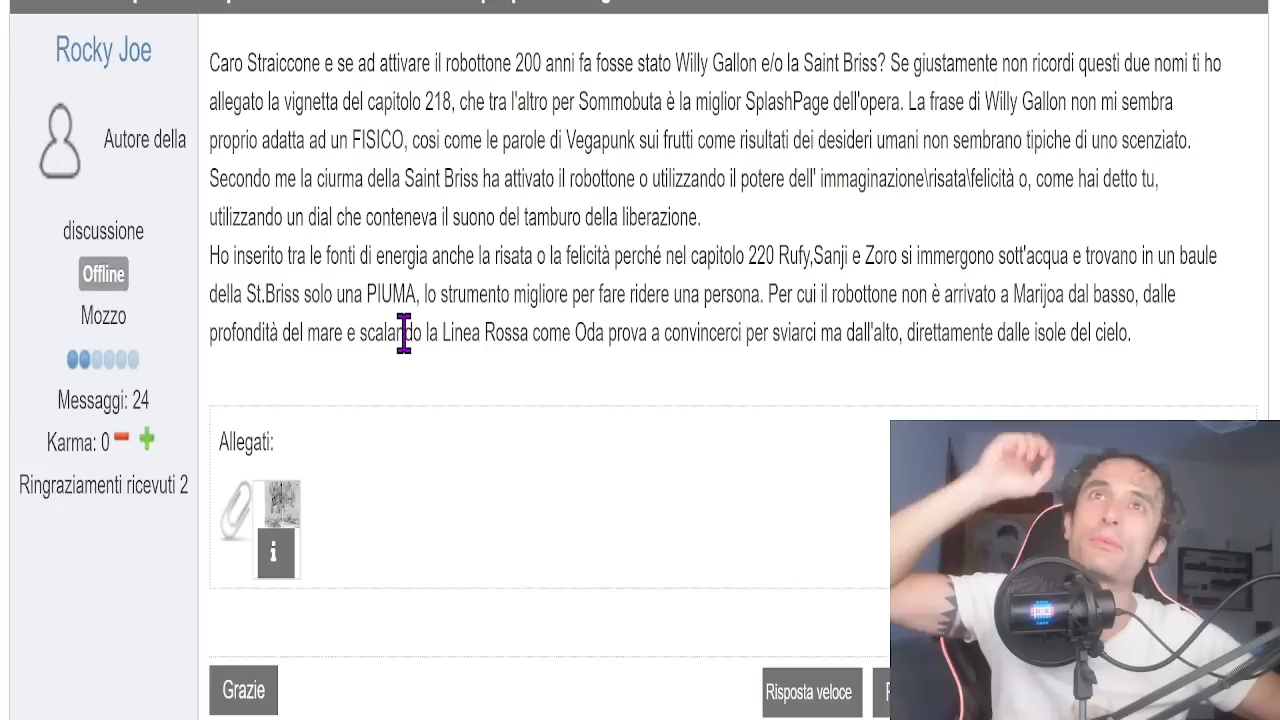 Rocky Joe
Autore della
discussione
Offline
Mozzo
Messaggi: 24
Karma: 0
Ringraziamenti ricevuti 2
Caro Straiccone e se ad attivare il robottone 200 anni fa fosse stato Willy Gallon e/o la Saint Briss? Se giustamente non ricordi questi due nomi ti ho
allegato la vignetta del capitolo 218, che tra l'altro per Sommobuta è la miglior SplashPage dell'opera. La frase di Willy Gallon non mi sembra
proprio adatta ad un FISICO, cosi come le parole di Vegapunk sui frutti come risultati dei desideri umani non sembrano tipiche di uno scenziato.
Secondo me la ciurma della Saint Briss ha attivato il robottone o utilizzando il potere dell' immaginazione\risata\felicità o, come hai detto tu,
utilizzando un dial che conteneva il suono del tamburo della liberazione.
Ho inserito tra le fonti di energia anche la risata o la felicità perché nel capitolo 220 Rufy,Sanji e Zoro si immergono sott'acqua e trovano in un baule
della St.Briss solo una PIUMA, lo strumento migliore per fare ridere una persona. Per cui il robottone non è arrivato a Marijoa dal basso, dalle
profondità del mare e scalando la Linea Rossa come Oda prova a convincerci per sviarci ma dall'alto, direttamente dalle isole del cielo.
Allegati:
i
Grazie
Risposta veloce